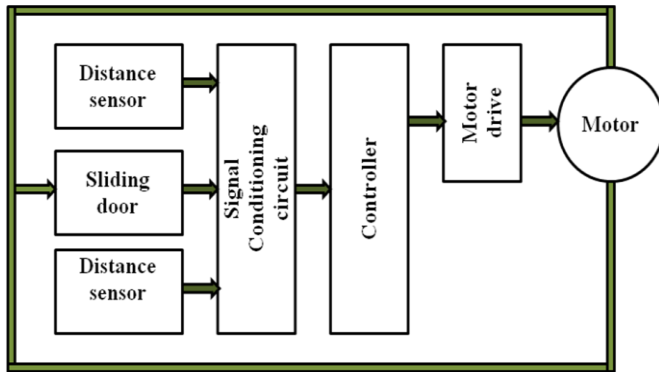 Distance
sensor
Sliding
door
Distance
sensor
Signal
Conditioning
circuit
Controller
Motor
drive
Motor